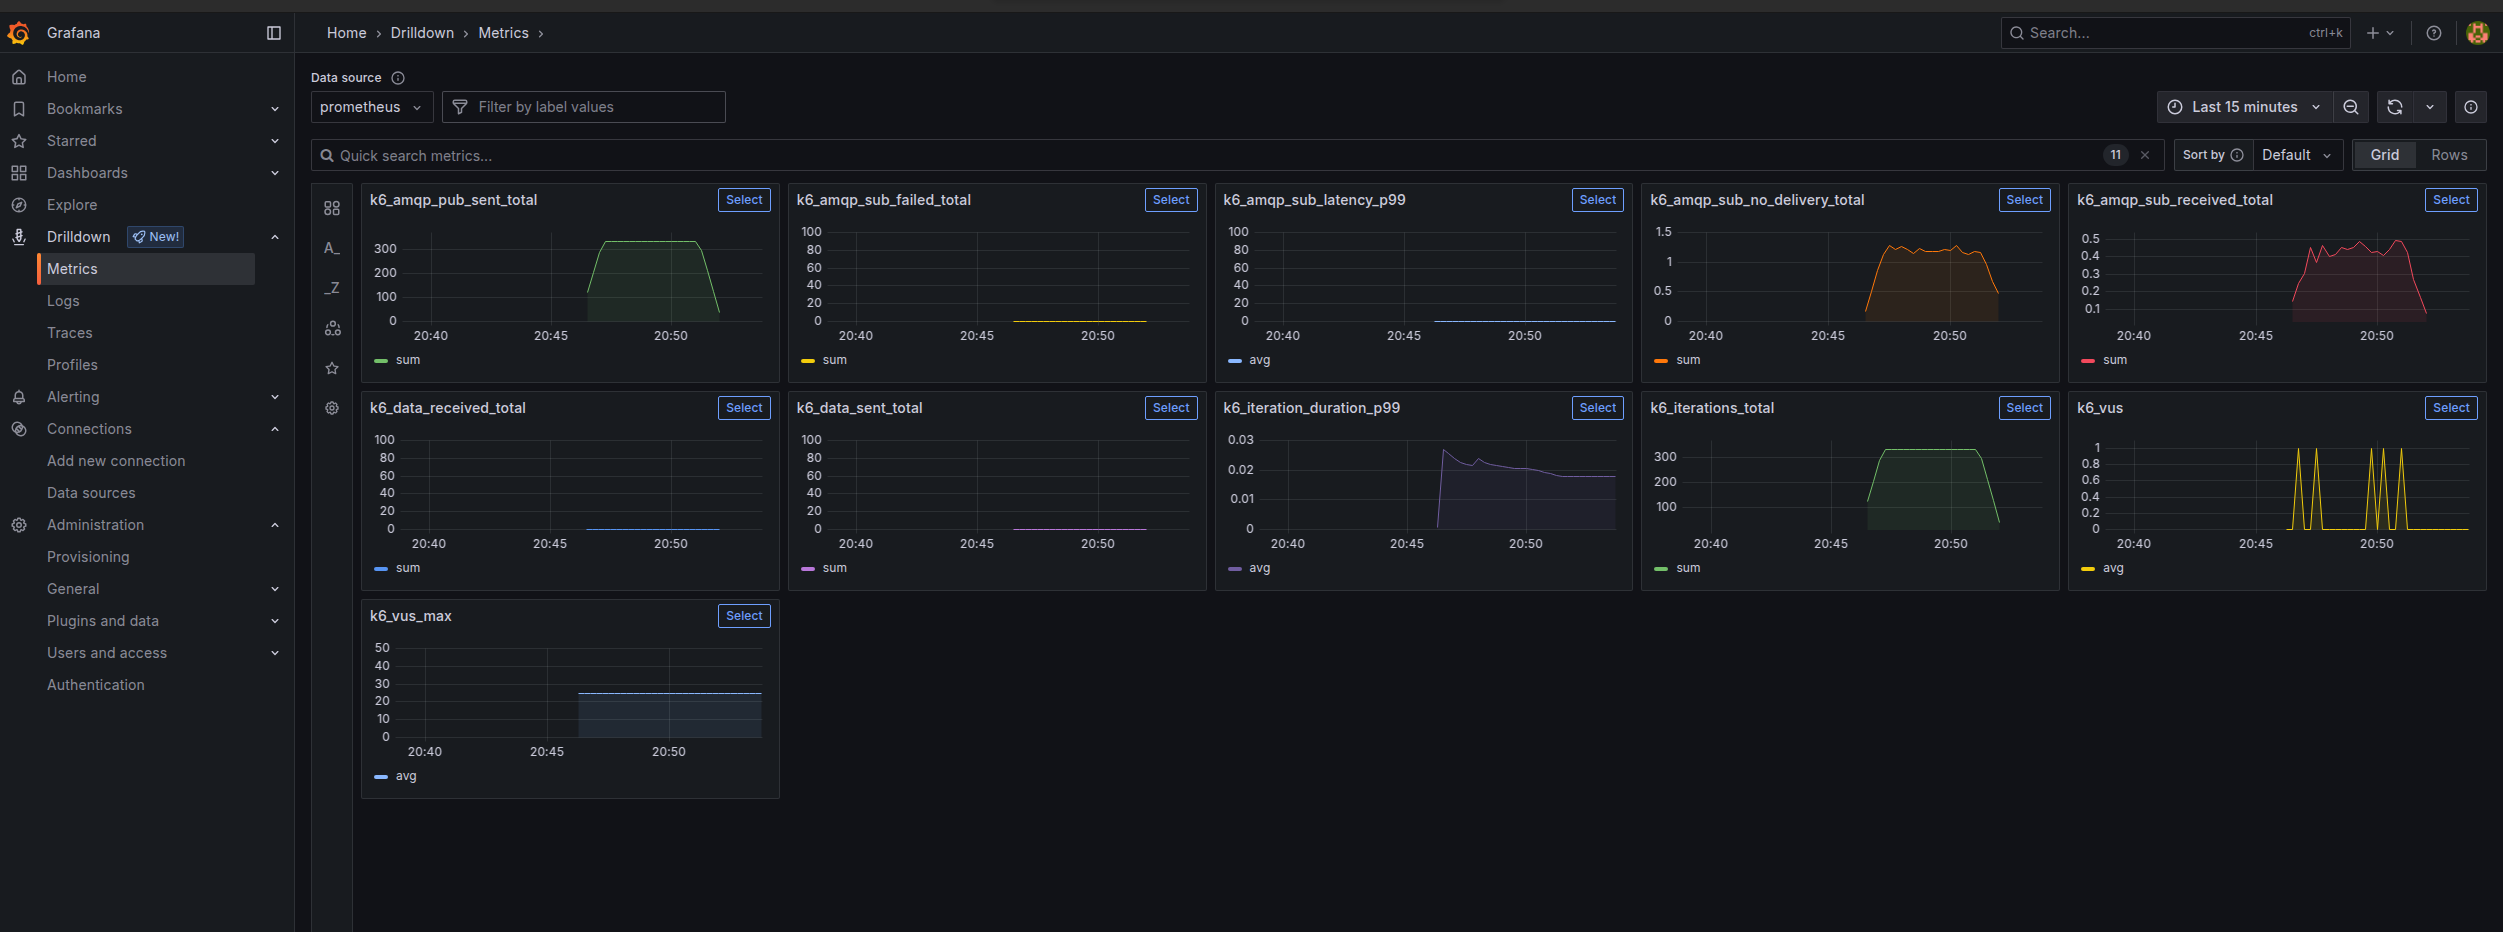 Grafana
Home › Drilldown › Metrics ›
Search... ctrl+k
Home
Bookmarks
Starred
Dashboards
Explore
Drilldown New!
Metrics
Logs
Traces
Profiles
Alerting
Connections
Add new connection
Data sources
Administration
Provisioning
General
Plugins and data
Users and access
Authentication
Data source
prometheus
Filter by label values
Last 15 minutes
Quick search metrics...
11
Sort by
Default
Grid
Rows
A_
_Z
k6_amqp_pub_sent_total
Select
300
200
100
0
20:40 20:45 20:50
sum
k6_amqp_sub_failed_total
Select
100
80
60
40
20
0
20:40 20:45 20:50
sum
k6_amqp_sub_latency_p99
Select
100
80
60
40
20
0
20:40 20:45 20:50
avg
k6_amqp_sub_no_delivery_total
Select
1.5
1
0.5
0
20:40 20:45 20:50
sum
k6_amqp_sub_received_total
Select
0.5
0.4
0.3
0.2
0.1
20:40 20:45 20:50
sum
k6_data_received_total
Select
100
80
60
40
20
0
20:40 20:45 20:50
sum
k6_data_sent_total
Select
100
80
60
40
20
0
20:40 20:45 20:50
sum
k6_iteration_duration_p99
Select
0.03
0.02
0.01
0
20:40 20:45 20:50
avg
k6_iterations_total
Select
300
200
100
20:40 20:45 20:50
sum
k6_vus
Select
1
0.8
0.6
0.4
0.2
0
20:40 20:45 20:50
avg
k6_vus_max
Select
50
40
30
20
10
0
20:40 20:45 20:50
avg